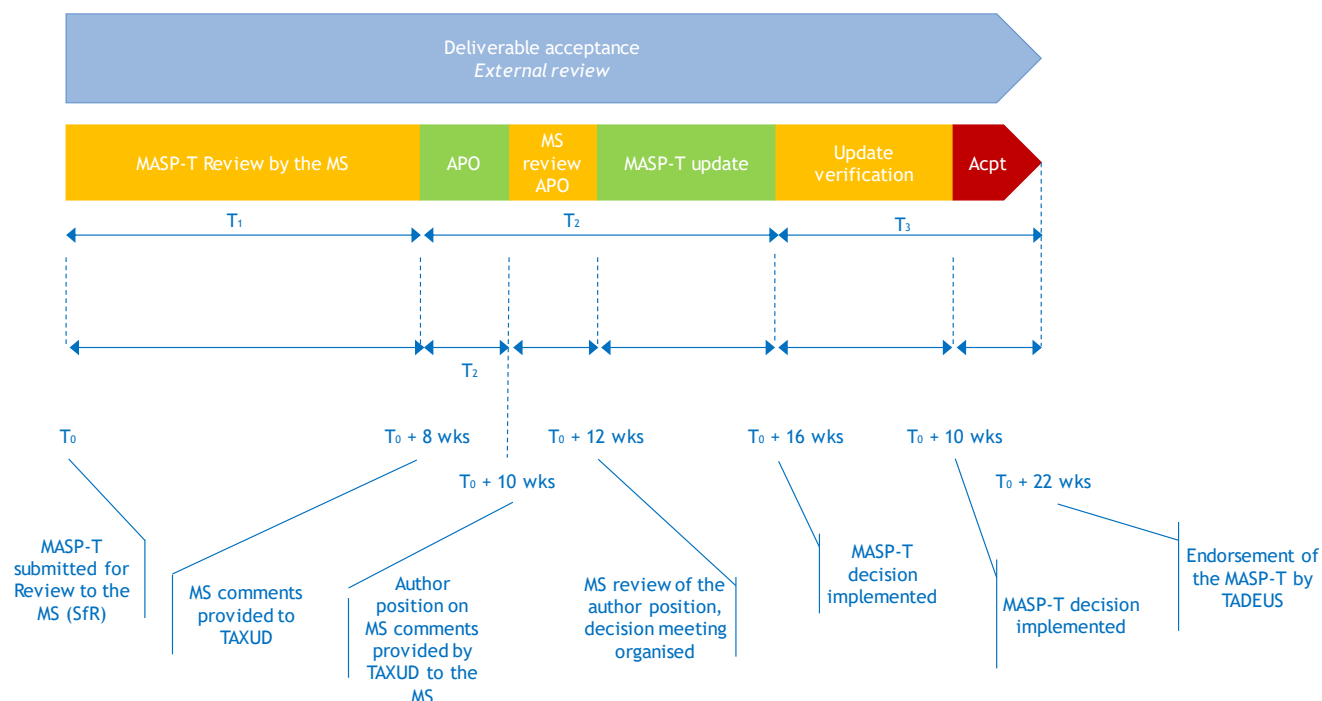 Deliverable acceptance
External review
MASP-T Review by the MS
APO
MS
review
APO
MASP-T update
Update
verification
Acpt
T1
T2
T3
T2
T0
T0 + 8 wks
T0 + 10 wks
T0 + 12 wks
T0 + 16 wks
T0 + 10 wks
T0 + 22 wks
MASP-T
submitted for
Review to the
MS (SfR)
MS comments
provided to
TAXUD
Author
position on
MS comments
provided by
TAXUD to the
MS
MS review of the
author position,
decision meeting
organised
MASP-T
decision
implemented
MASP-T decision
implemented
Endorsement of
the MASP-T by
TADEUS